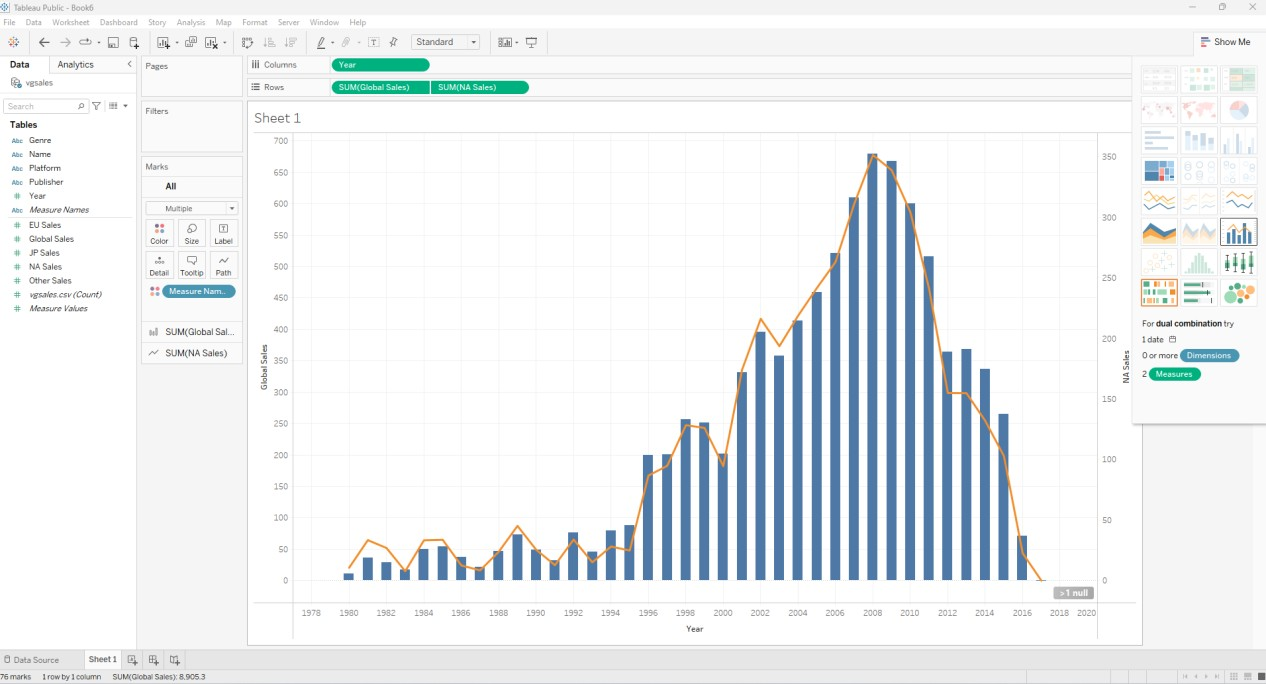 Tableau Public - Book6
File Data Worksheet Dashboard Story Analysis Map Format Server Window Help
Standard
Show Me
Data Analytics
vgsales
Search
Tables
Abc Genre
Abc Name
Abc Platform
Abc Publisher
Year
Abc Measure Names
EU Sales
Global Sales
JP Sales
NA Sales
Other Sales
vgsales.csv (Count)
Measure Values
Pages
Filters
Marks
All
Multiple
Color Size Label
Detail Tooltip Path
Measure Nam..
SUM(Global Sal...
SUM(NA Sales)
Columns Year
Rows SUM(Global Sales) SUM(NA Sales)
Sheet 1
Global Sales
700
650
600
550
500
450
400
350
300
250
200
150
100
50
0
350
300
250
200
150
100
50
0
NA Sales
>1 null
1978 1980 1982 1984 1986 1988 1990 1992 1994 1996 1998 2000 2002 2004 2006 2008 2010 2012 2014 2016 2018 2020
Year
For dual combination try
1 date
0 or more Dimensions
2 Measures
Data Source Sheet 1
76 marks 1 row by 1 column SUM(Global Sales): 8,905.3